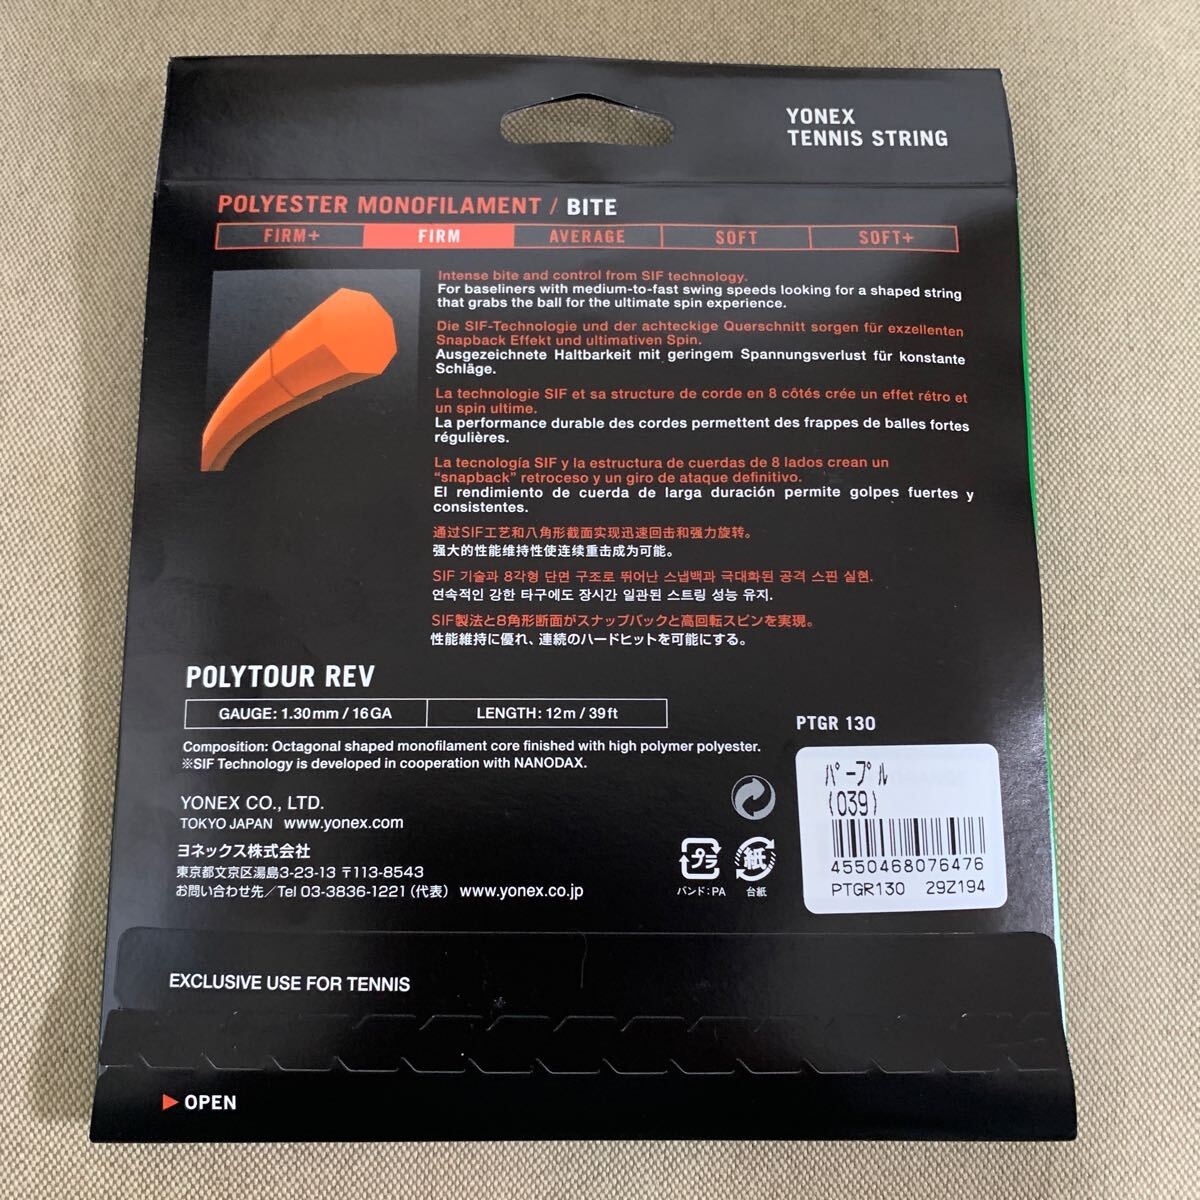 YONEX
TENNIS STRING
POLYESTER MONOFILAMENT / BITE
FIRM+ FIRM AVERAGE SOFT SOFT+
Intense bite and control from SIF technology.
For baseliners with medium-to-fast swing speeds looking for a shaped string
that grabs the ball for the ultimate spin experience.
Die SIF-Technologie und der achteckige Querschnitt sorgen für exzellenten
Snapback Effekt und ultimativen Spin.
Ausgezeichnete Haltbarkeit mit geringem Spannungsverlust für konstante
Schläge.
La technologie SIF et sa structure de corde en 8 côtés crée un effet rétro et
un spin ultime.
La performance durable des cordes permettent des frappes de balles fortes
régulières.
La tecnología SIF y la estructura de cuerdas de 8 lados crean un
"snapback" retroceso y un giro de ataque definitivo.
El rendimiento de cuerda de larga duración permite golpes fuertes y
consistentes.
通过SIF工艺和八角形截面实现迅速回击和强力旋转。
强大的性能维持性使连续重击成为可能。
SIF 기술과 8각형 단면 구조로 뛰어난 스냅백과 극대화된 공격 스핀 실현.
연속적인 강한 타구에도 장시간 일관된 스트링 성능 유지.
SIF製法と8角形断面がスナップバックと高回転スピンを実現。
性能維持に優れ、連続のハードヒットを可能にする。
POLYTOUR REV
GAUGE: 1.30mm / 16GA LENGTH: 12m / 39ft
PTGR 130
Composition: Octagonal shaped monofilament core finished with high polymer polyester.
※SIF Technology is developed in cooperation with NANODAX.
YONEX CO., LTD.
TOKYO JAPAN www.yonex.com
ヨネックス株式会社
東京都文京区湯島3-23-13 〒113-8543
お問い合わせ先／Tel 03-3836-1221 (代表) www.yonex.co.jp
プラ
バンド：PA
紙
台紙
ﾊﾟｰﾌﾟﾙ
(039)
4550468076476
PTGR130 29Z194
EXCLUSIVE USE FOR TENNIS
▶ OPEN